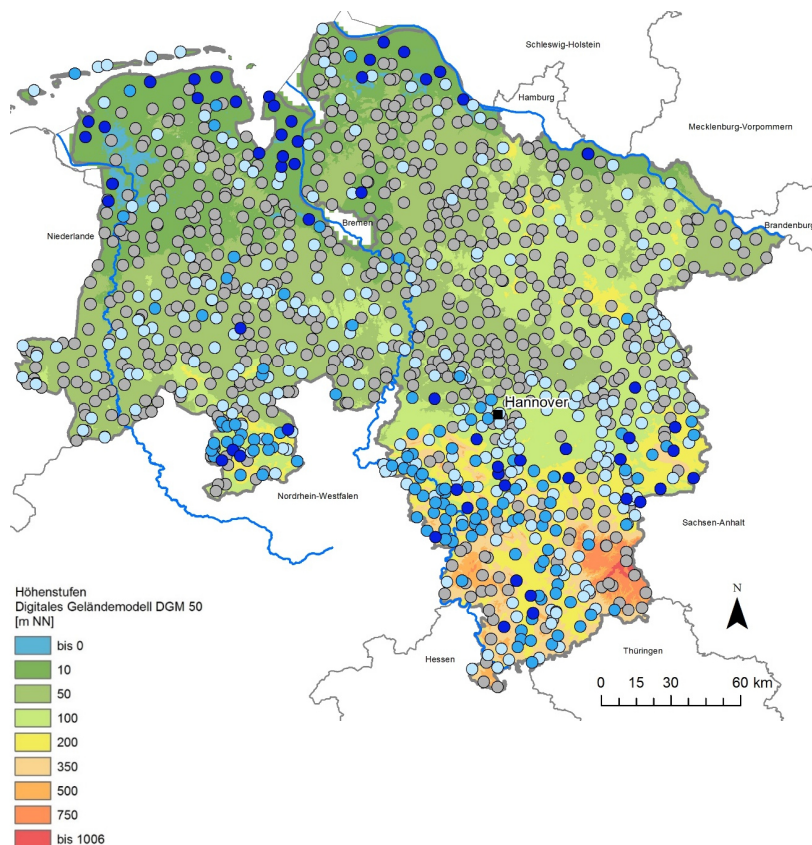 Schleswig-Holstein
Hamburg
Mecklenburg-Vorpommern
Niederlande
Bremen
Brandenburg
Hannover
Nordrhein-Westfalen
Sachsen-Anhalt
Hessen
Thüringen
N
0 15 30 60 km
Höhenstufen
Digitales Geländemodell DGM 50
[m NN]
bis 0
10
50
100
200
350
500
750
bis 1006